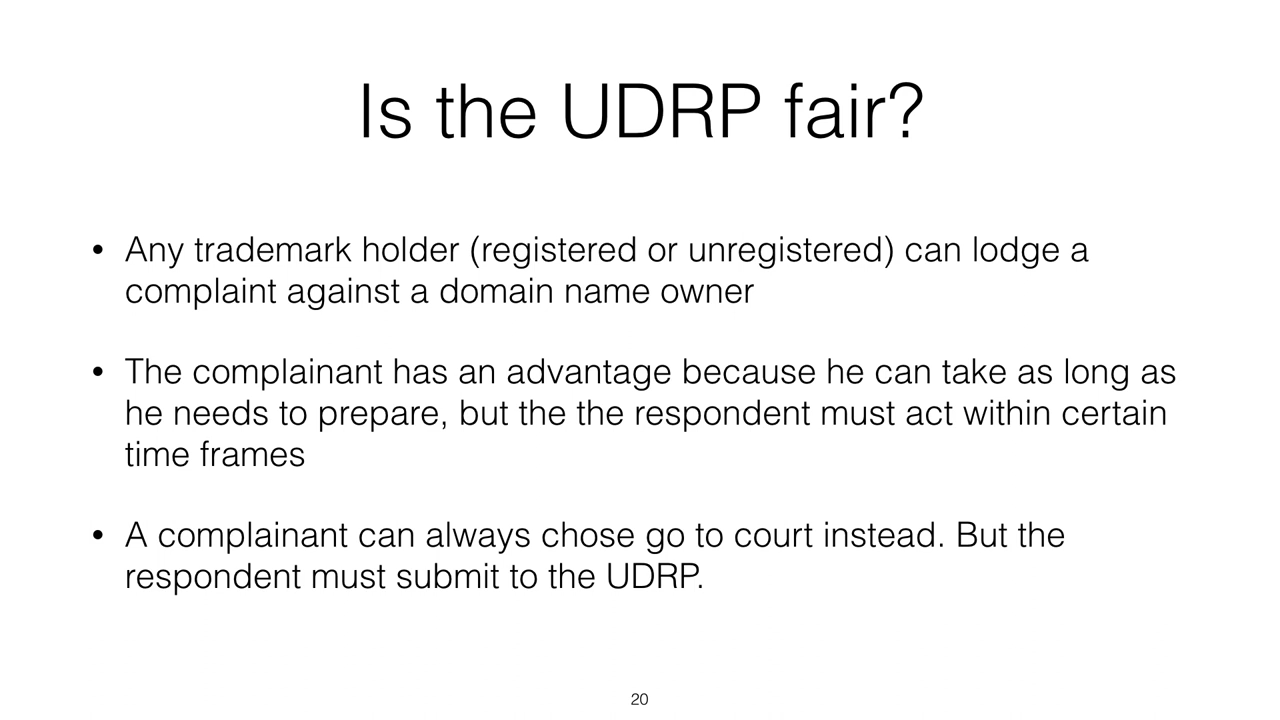 Is the UDRP fair?
• Any trademark holder (registered or unregistered) can lodge a
complaint against a domain name owner
• The complainant has an advantage because he can take as long as
he needs to prepare, but the the respondent must act within certain
time frames
• A complainant can always chose go to court instead. But the
respondent must submit to the UDRP.
20